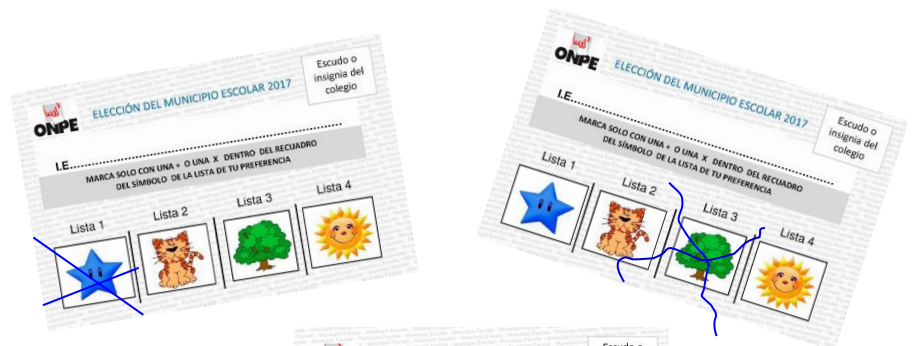 ONPE
ELECCIÓN DEL MUNICIPIO ESCOLAR 2017
Escudo o
insignia del
colegio
I.E.
MARCA SOLO CON UNA + O UNA X DENTRO DEL RECUADRO
DEL SÍMBOLO DE LA LISTA DE TU PREFERENCIA
Lista 1
Lista 2
Lista 3
Lista 4
ONPE
ELECCIÓN DEL MUNICIPIO ESCOLAR 2017
Escudo o
insignia del
colegio
I.E.
MARCA SOLO CON UNA + O UNA X DENTRO DEL RECUADRO
DEL SÍMBOLO DE LA LISTA DE TU PREFERENCIA
Lista 1
Lista 2
Lista 3
Lista 4
Escudo o